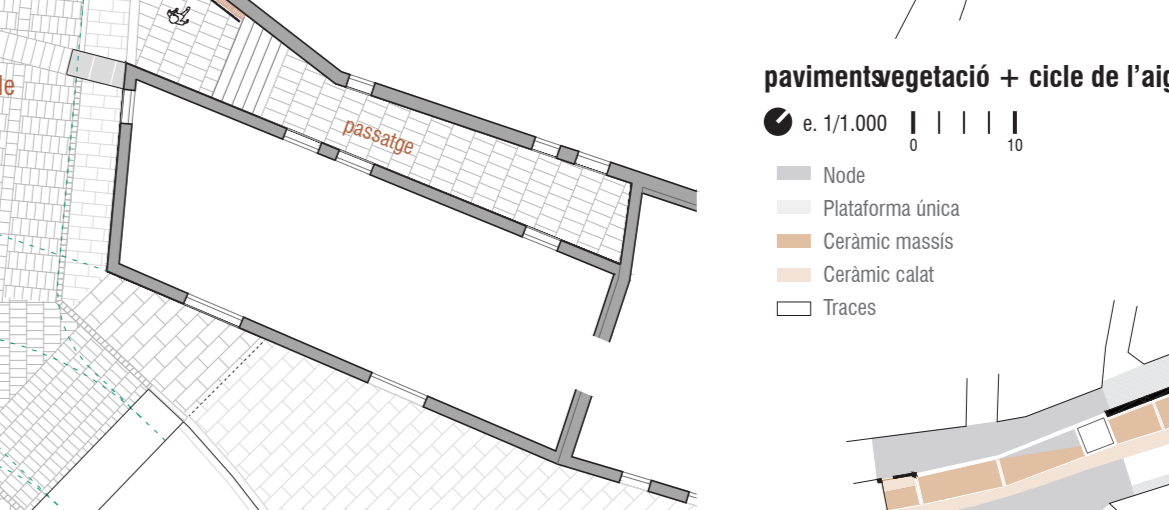 le
passatge
pavimentsvegetació + cicle de l'aig
e. 1/1.000
0 10
Node
Plataforma única
Ceràmic massís
Ceràmic calat
Traces